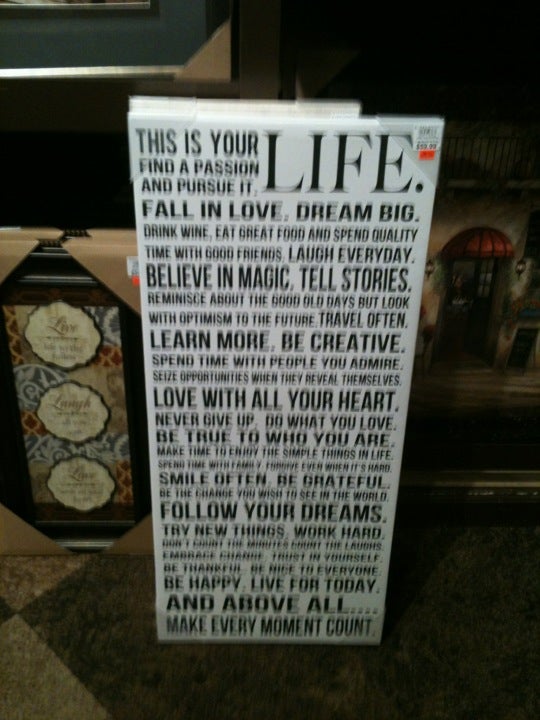 THIS IS YOUR LIFE.
FIND A PASSION
AND PURSUE IT.
FALL IN LOVE. DREAM BIG.
DRINK WINE, EAT GREAT FOOD AND SPEND QUALITY
TIME WITH GOOD FRIENDS. LAUGH EVERYDAY.
BELIEVE IN MAGIC. TELL STORIES.
REMINISCE ABOUT THE GOOD OLD DAYS BUT LOOK
WITH OPTIMISM TO THE FUTURE. TRAVEL OFTEN.
LEARN MORE. BE CREATIVE.
SPEND TIME WITH PEOPLE YOU ADMIRE.
SEIZE OPPORTUNITIES WHEN THEY REVEAL THEMSELVES.
LOVE WITH ALL YOUR HEART.
NEVER GIVE UP. DO WHAT YOU LOVE.
BE TRUE TO WHO YOU ARE.
MAKE TIME TO ENJOY THE SIMPLE THINGS IN LIFE.
SPEND TIME WITH FAMILY. FORGIVE EVEN WHEN IT'S HARD.
SMILE OFTEN. BE GRATEFUL.
BE THE CHANGE YOU WISH TO SEE IN THE WORLD.
FOLLOW YOUR DREAMS.
TRY NEW THINGS. WORK HARD.
DON'T COUNT THE MINUTES COUNT THE LAUGHS.
EMBRACE CHANGE. TRUST IN YOURSELF.
BE THANKFUL. BE NICE TO EVERYONE.
BE HAPPY. LIVE FOR TODAY.
AND ABOVE ALL....
MAKE EVERY MOMENT COUNT.
Live
Laugh
Love